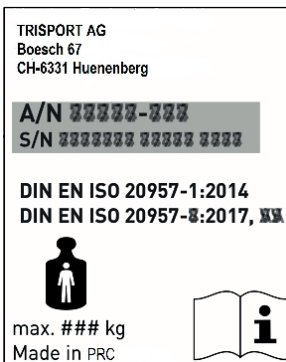 TRISPORT AG
Boesch 67
CH-6331 Huenenberg
A/N
S/N
DIN EN ISO 20957-1:2014
DIN EN ISO 20957-
:2017,
max. ### kg
Made in PRC
i